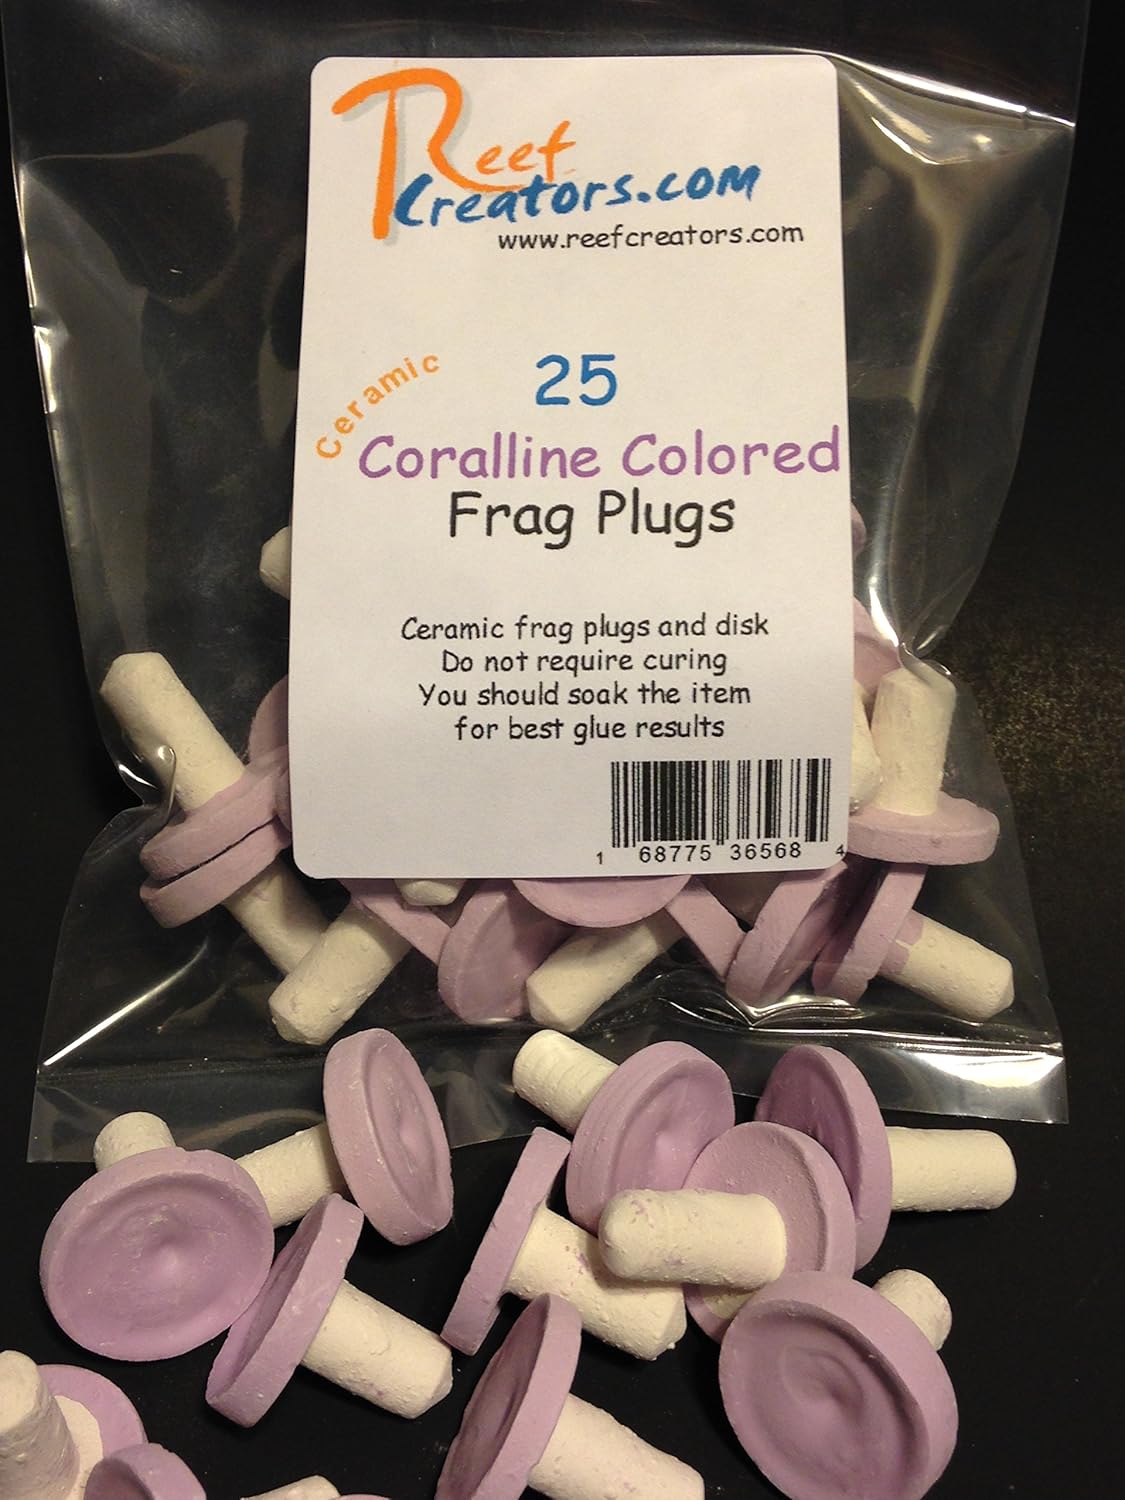 Reef
Creators.com
www.reefcreators.com
Ceramic
25
Coralline Colored
Frag Plugs
Ceramic frag plugs and disk
Do not require curing
You should soak the item
for best glue results
1 68775 36568 4